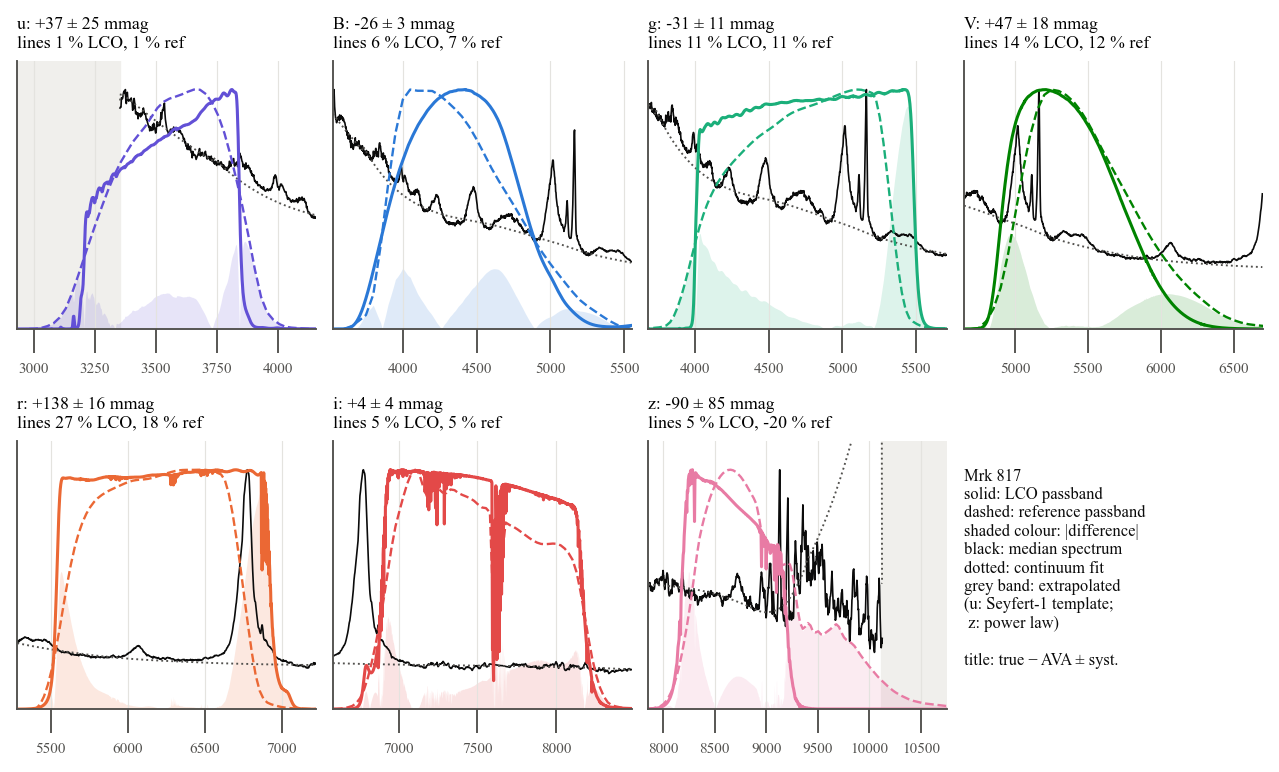 u: +37 ± 25 mmag
lines 1 % LCO, 1 % ref
B: -26 ± 3 mmag
lines 6 % LCO, 7 % ref
g: -31 ± 11 mmag
lines 11 % LCO, 11 % ref
V: +47 ± 18 mmag
lines 14 % LCO, 12 % ref
3000 3250 3500 3750 4000
4000 4500 5000 5500
4000 4500 5000 5500
5000 5500 6000 6500
r: +138 ± 16 mmag
lines 27 % LCO, 18 % ref
i: +4 ± 4 mmag
lines 5 % LCO, 5 % ref
z: -90 ± 85 mmag
lines 5 % LCO, -20 % ref
Mrk 817
solid: LCO passband
dashed: reference passband
shaded colour: |difference|
black: median spectrum
dotted: continuum fit
grey band: extrapolated
(u: Seyfert-1 template;
z: power law)
title: true − AVA ± syst.
5500 6000 6500 7000
7000 7500 8000
8000 8500 9000 9500 10000 10500